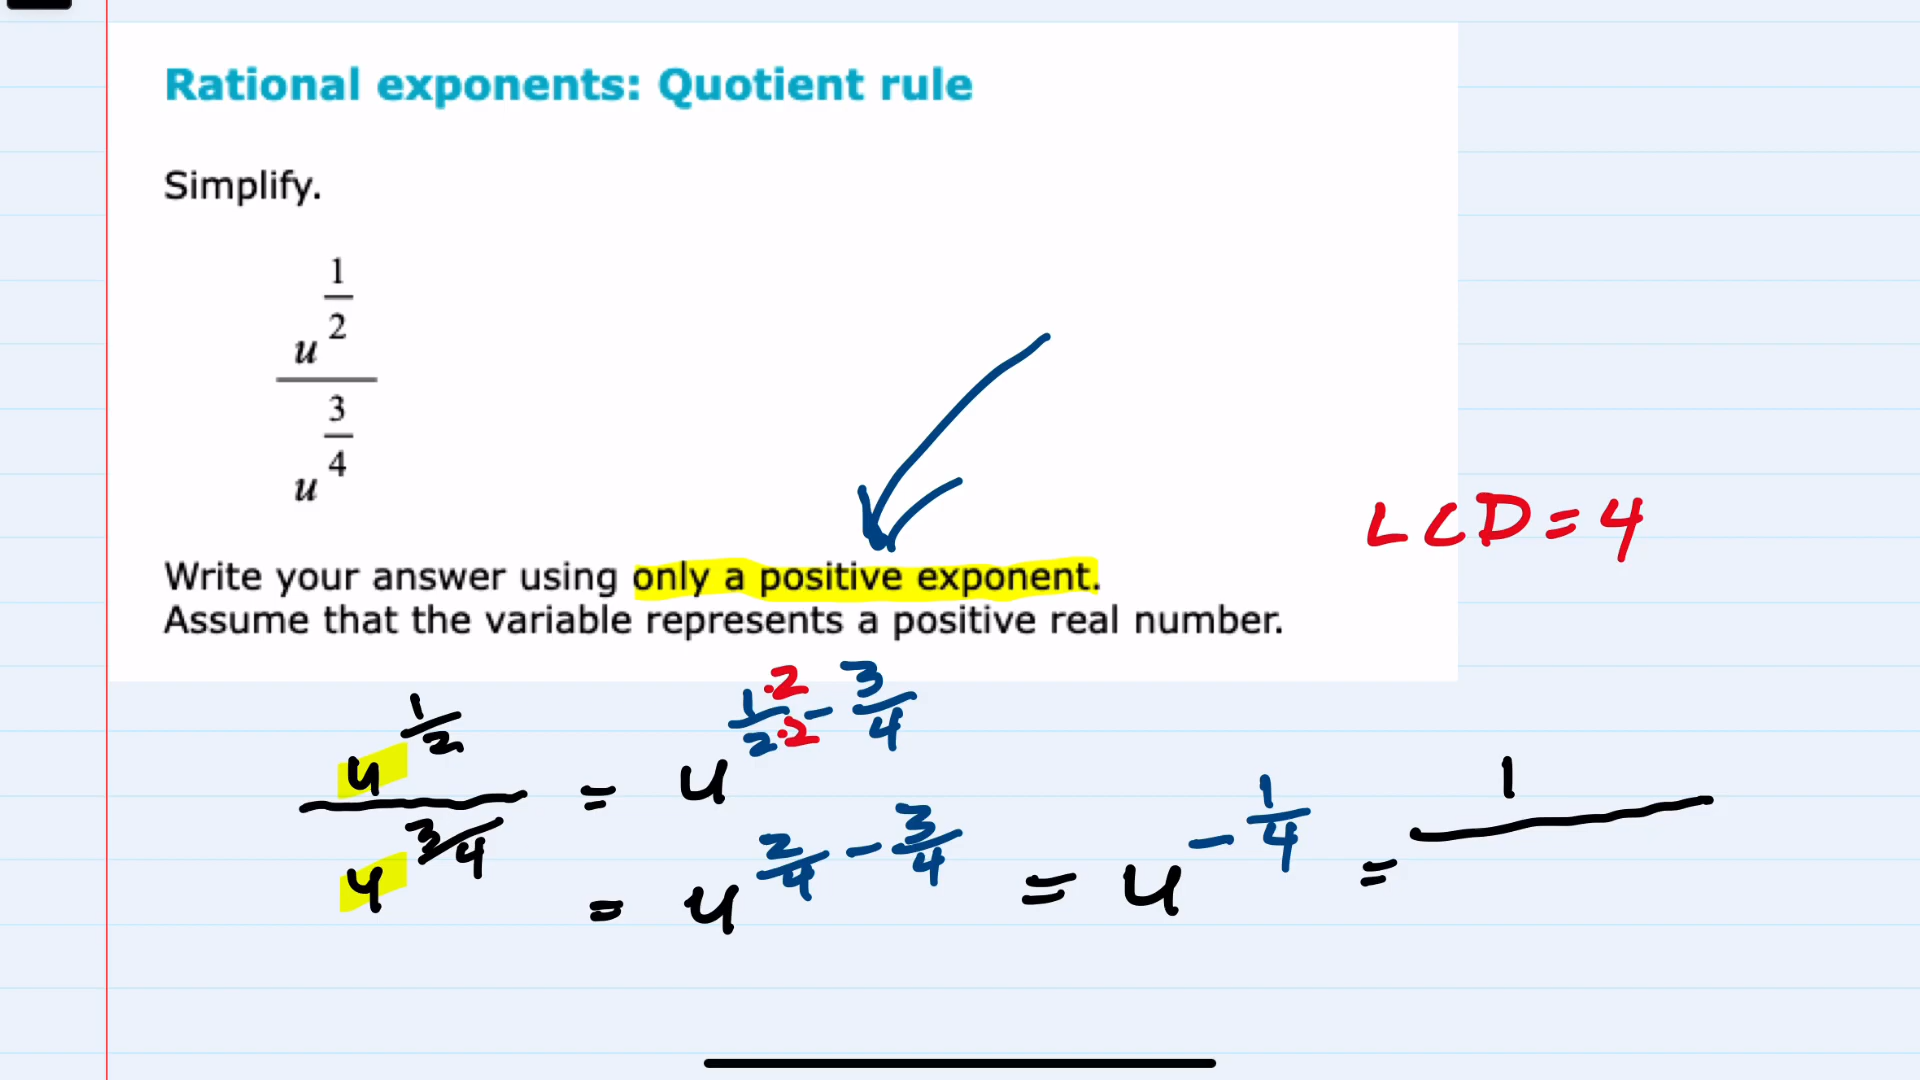 Rational exponents: Quotient rule
Simplify.
u^(1/2)
u^(3/4)
LCD = 4
Write your answer using only a positive exponent.
Assume that the variable represents a positive real number.
u^(1/2) / u^(3/4) = u^(1·2/2·2 − 3/4)
= u^(2/4 − 3/4) = u^(−1/4) = 1/